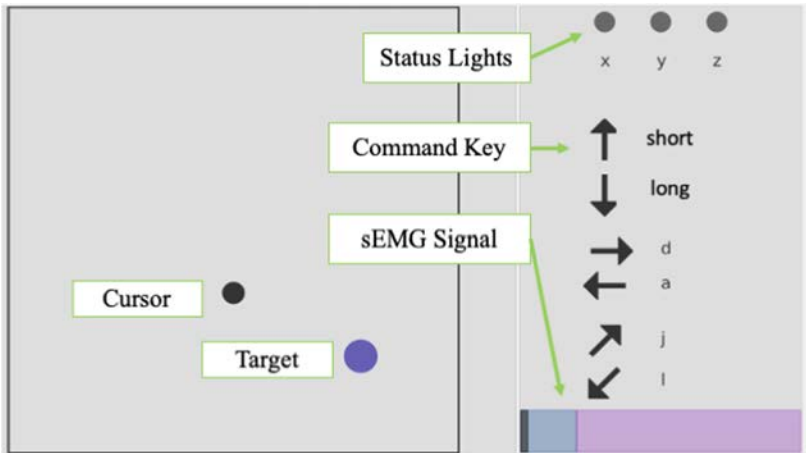 Status Lights
x y z
Command Key
short
long
sEMG Signal
d
a
Cursor
j
Target
l